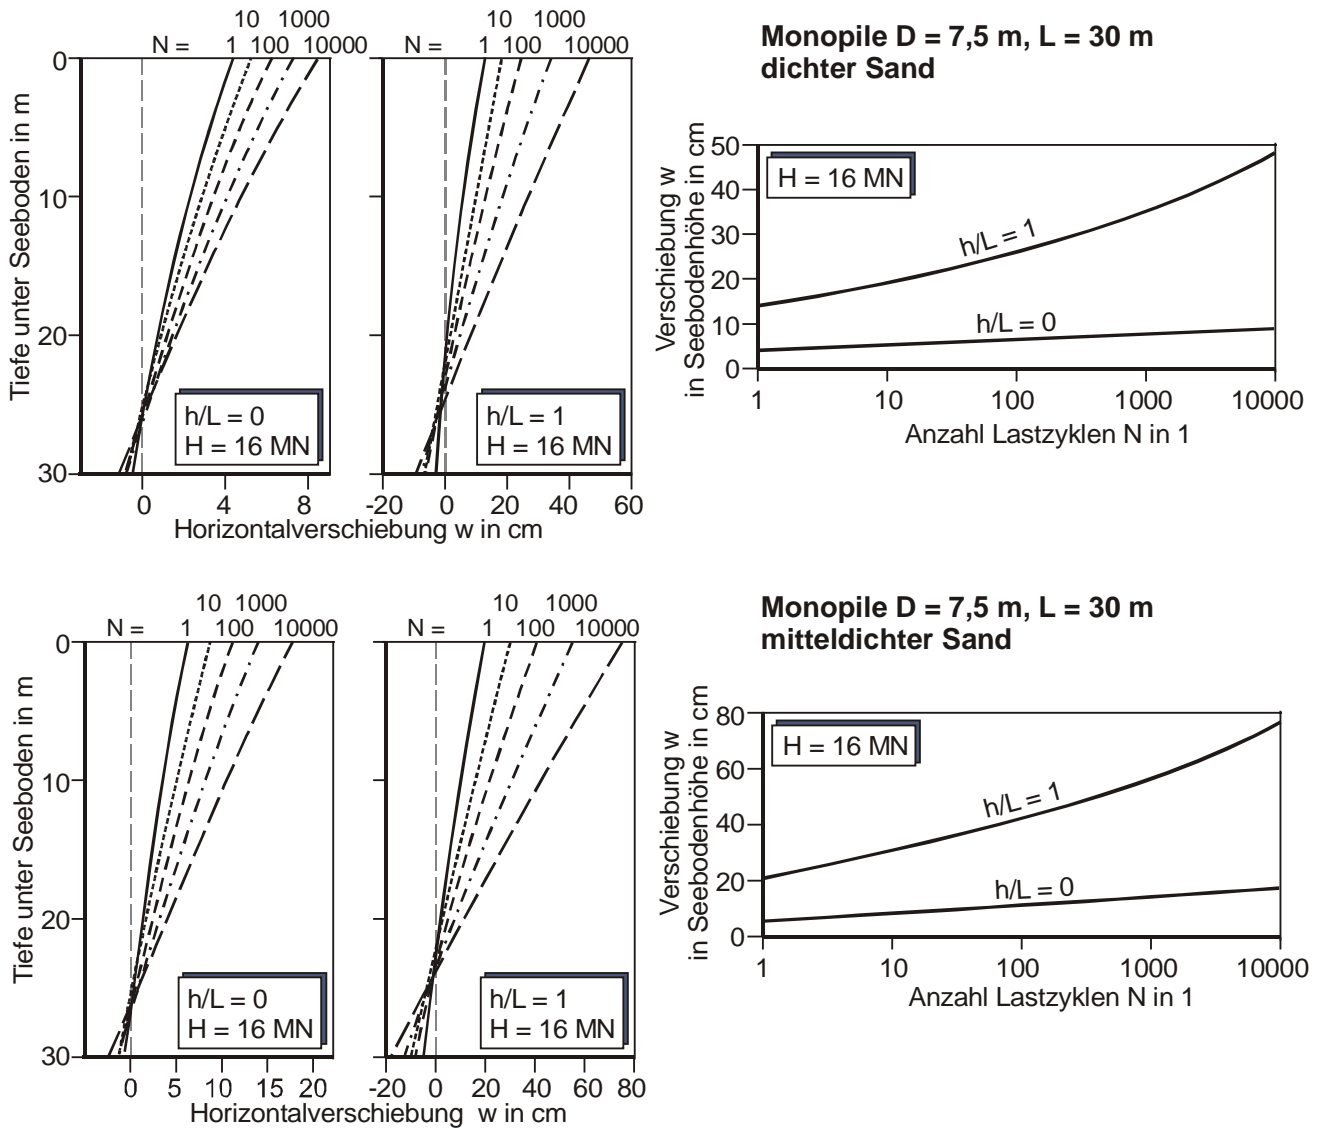 10 1000
N = 1 100 10000
10 1000
N = 1 100 10000
Tiefe unter Seeboden in m
0
10
20
30
h/L = 0
H = 16 MN
h/L = 1
H = 16 MN
0 4 8
-20 0 20 40 60
Horizontalverschiebung w in cm
Monopile D = 7,5 m, L = 30 m
dichter Sand
Verschiebung w
in Seebodenhöhe in cm
50
40
30
20
10
0
H = 16 MN
h/L = 1
h/L = 0
1 10 100 1000 10000
Anzahl Lastzyklen N in 1
10 1000
N = 1 100 10000
10 1000
N = 1 100 10000
Tiefe unter Seeboden in m
0
10
20
30
h/L = 0
H = 16 MN
h/L = 1
H = 16 MN
0 5 10 15 20
-20 0 20 40 60 80
Horizontalverschiebung w in cm
Monopile D = 7,5 m, L = 30 m
mitteldichter Sand
Verschiebung w
in Seebodenhöhe in cm
80
60
40
20
0
H = 16 MN
h/L = 1
h/L = 0
1 10 100 1000 10000
Anzahl Lastzyklen N in 1